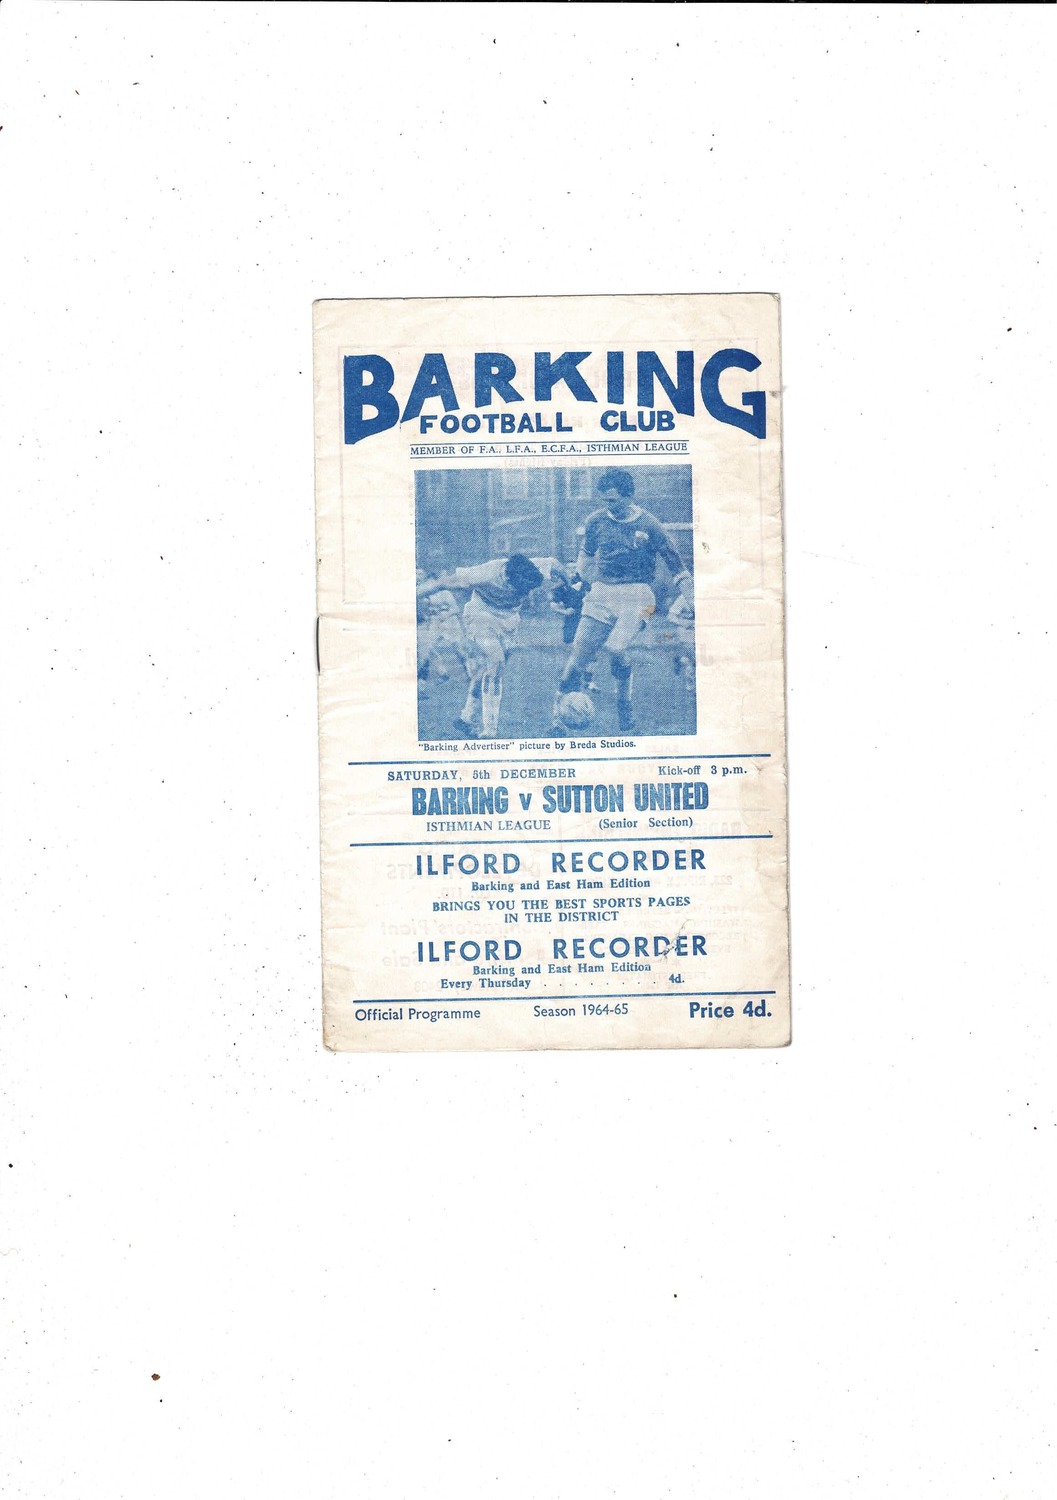 BARKING
FOOTBALL CLUB
MEMBER OF F.A., L.F.A., E.C.F.A., ISTHMIAN LEAGUE
"Barking Advertiser" picture by Breda Studios.
SATURDAY, 5th DECEMBER Kick-off 3 p.m.
BARKING v SUTTON UNITED
ISTHMIAN LEAGUE (Senior Section)
ILFORD RECORDER
Barking and East Ham Edition
BRINGS YOU THE BEST SPORTS PAGES
IN THE DISTRICT
ILFORD RECORDER
Barking and East Ham Edition
Every Thursday . . . . . . . . 4d.
Official Programme Season 1964-65 Price 4d.